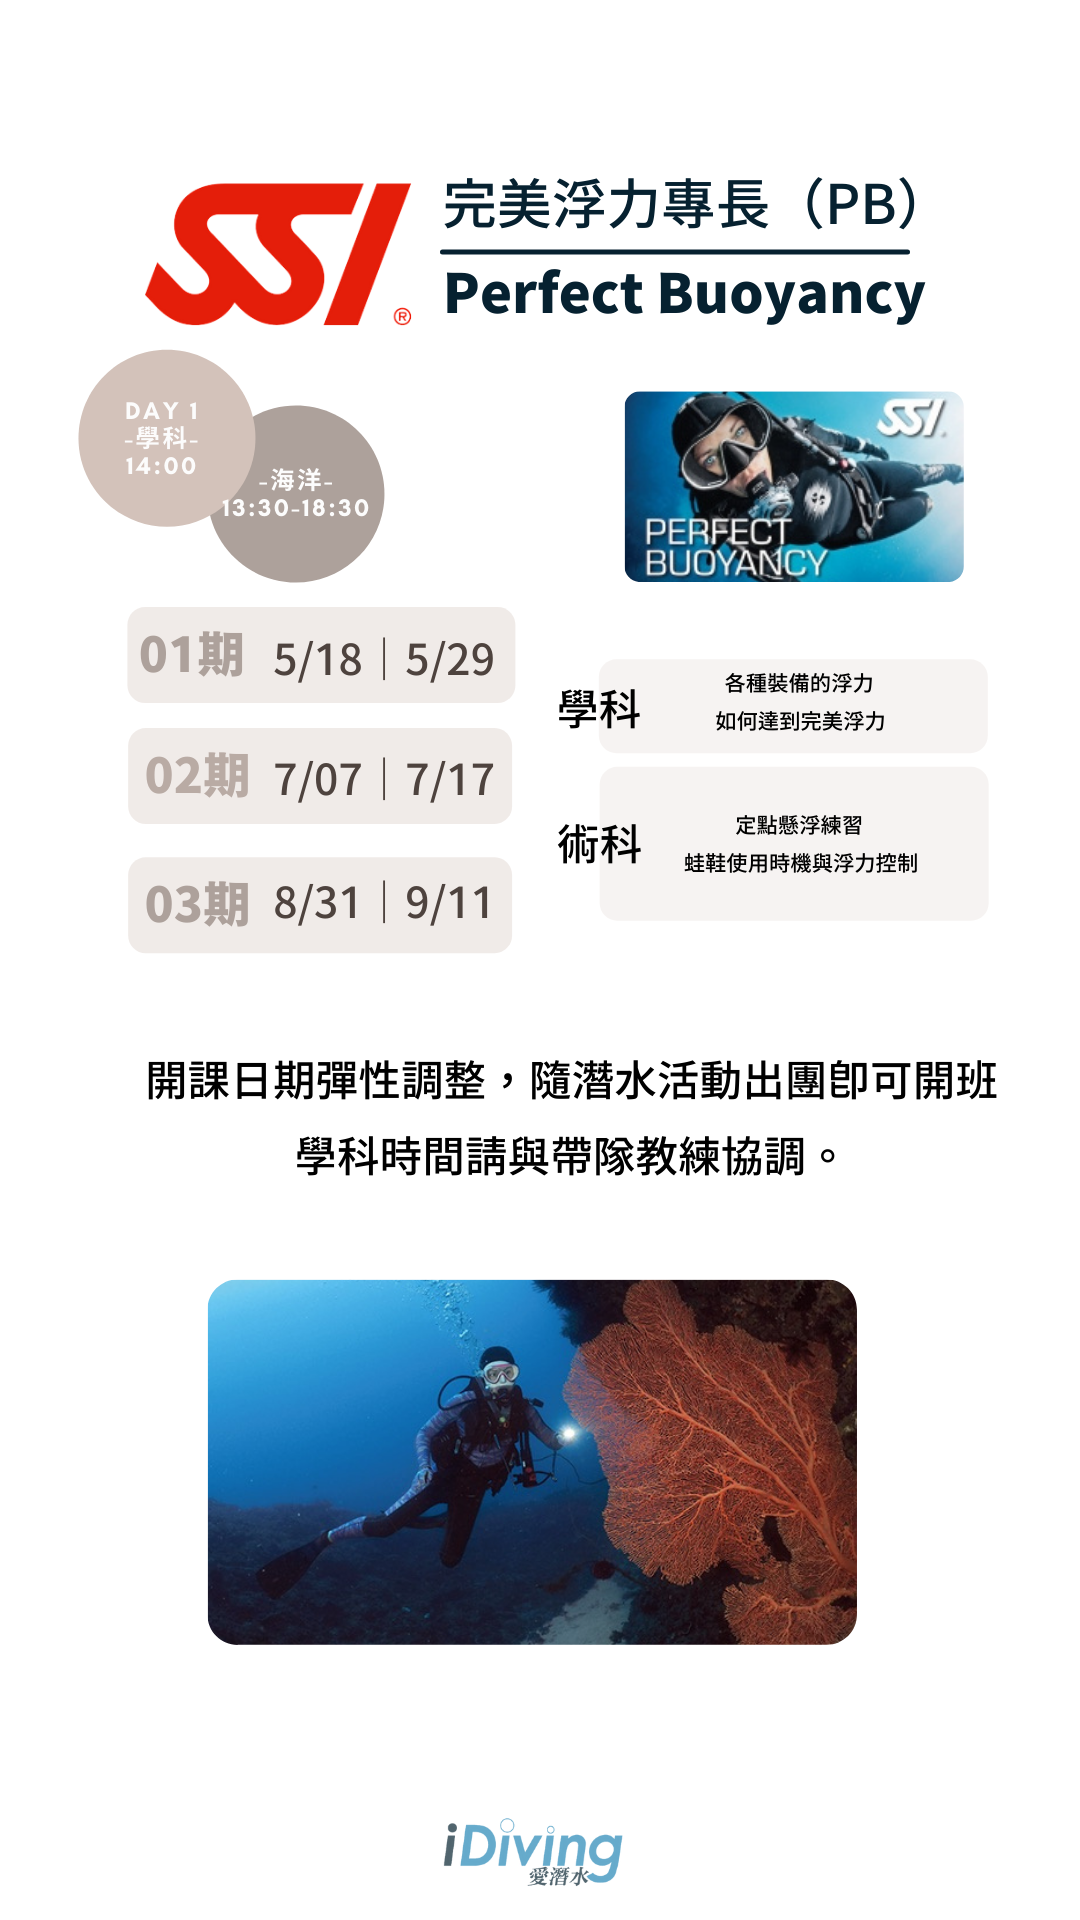 SSI®
完美浮力專長（PB）
Perfect Buoyancy
DAY 1
-學科-
14:00
-海洋-
13:30-18:30
SSI
PERFECT
BUOYANCY
01期 5/18｜5/29
02期 7/07｜7/17
03期 8/31｜9/11
學科
各種裝備的浮力
如何達到完美浮力
術科
定點懸浮練習
蛙鞋使用時機與浮力控制
開課日期彈性調整，隨潛水活動出團即可開班
學科時間請與帶隊教練協調。
iDiving
愛潛水